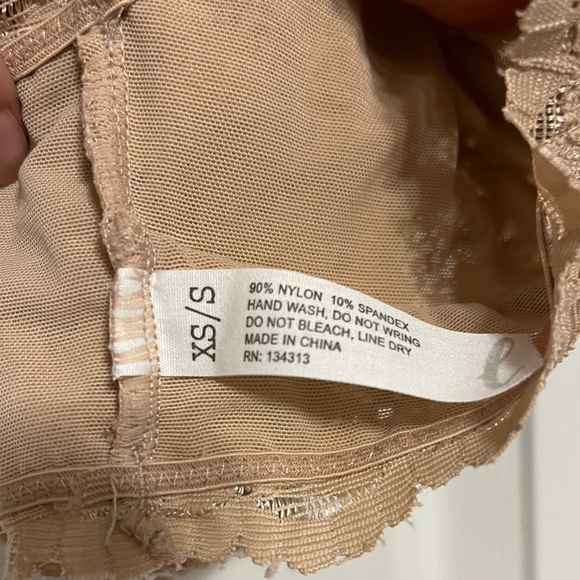 XS/S
90% NYLON 10% SPANDEX
HAND WASH, DO NOT WRING
DO NOT BLEACH, LINE DRY
MADE IN CHINA
RN: 134313
e